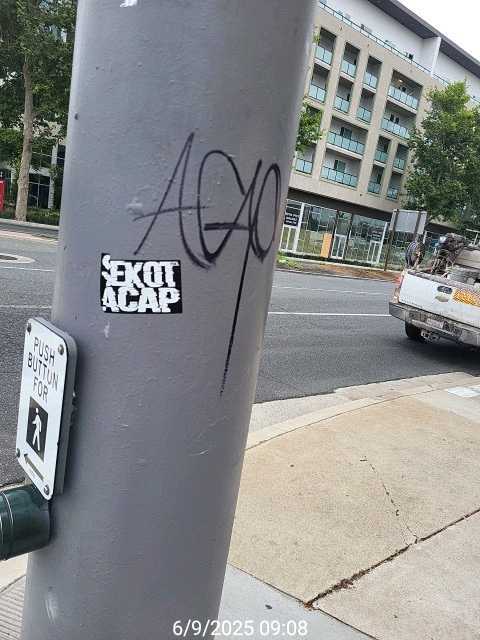 SEKOT
ACAP
PUSH
BUTTON
FOR
6/9/2025 09:08